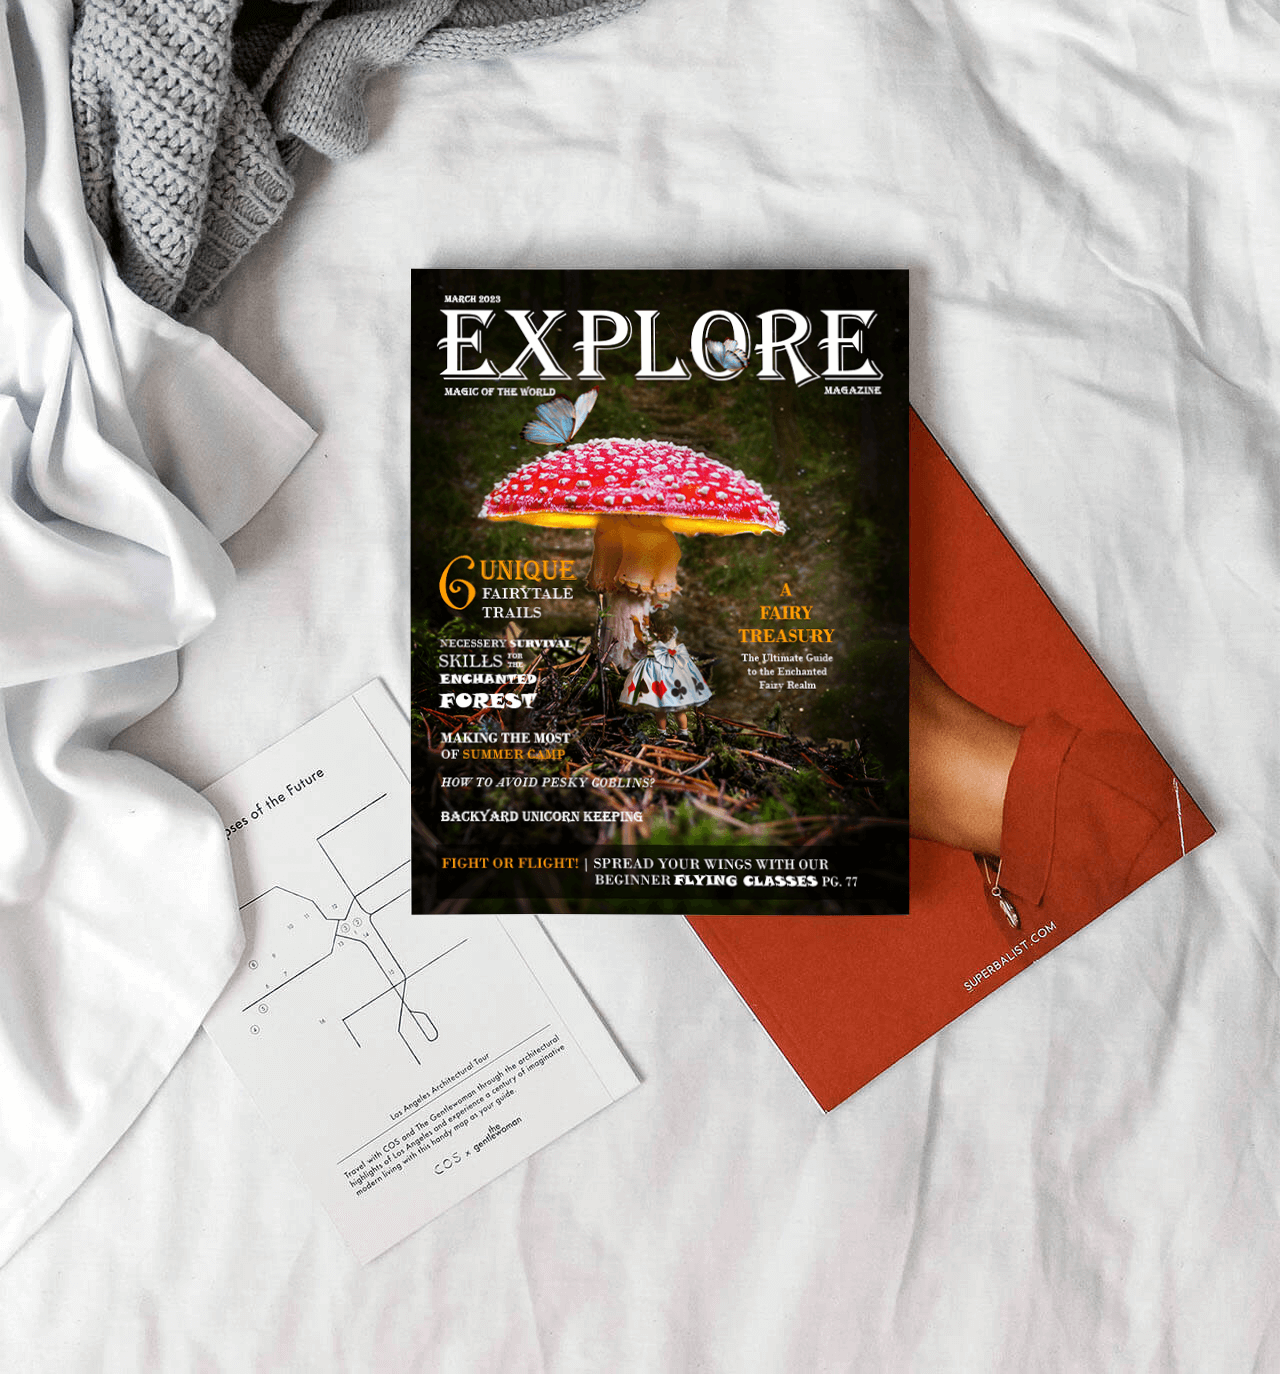 MARCH 2023
EXPLORE
MAGIC OF THE WORLD
MAGAZINE
6 UNIQUE
FAIRYTALE
TRAILS
NECESSERY SURVIVAL
SKILLS FOR THE
ENCHANTED
FOREST
MAKING THE MOST
OF SUMMER CAMP
HOW TO AVOID PESKY GOBLINS?
BACKYARD UNICORN KEEPING
A
FAIRY
TREASURY
The Ultimate Guide
to the Enchanted
Fairy Realm
FIGHT OR FLIGHT! | SPREAD YOUR WINGS WITH OUR
BEGINNER FLYING CLASSES PG. 77
of the Future
Los Angeles Architectural Tour
Travel with COS and The Gentlewoman through the architectural
highlights of Los Angeles and experience a century of imaginative
modern living with this handy map as your guide.
COS x the gentlewoman
SUPERBALIST.COM